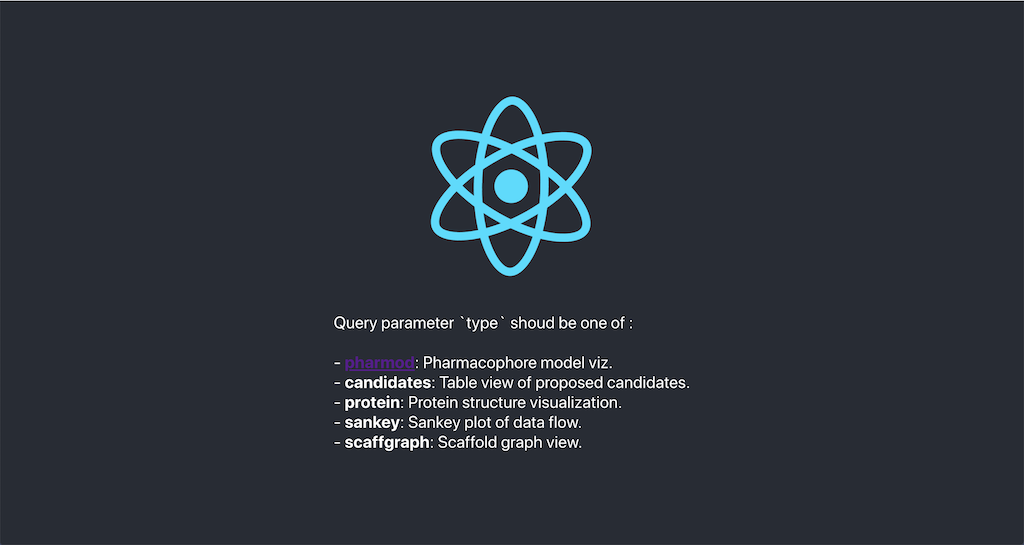 Query parameter `type` shoud be one of :
- pharmod: Pharmacophore model viz.
- candidates: Table view of proposed candidates.
- protein: Protein structure visualization.
- sankey: Sankey plot of data flow.
- scaffgraph: Scaffold graph view.